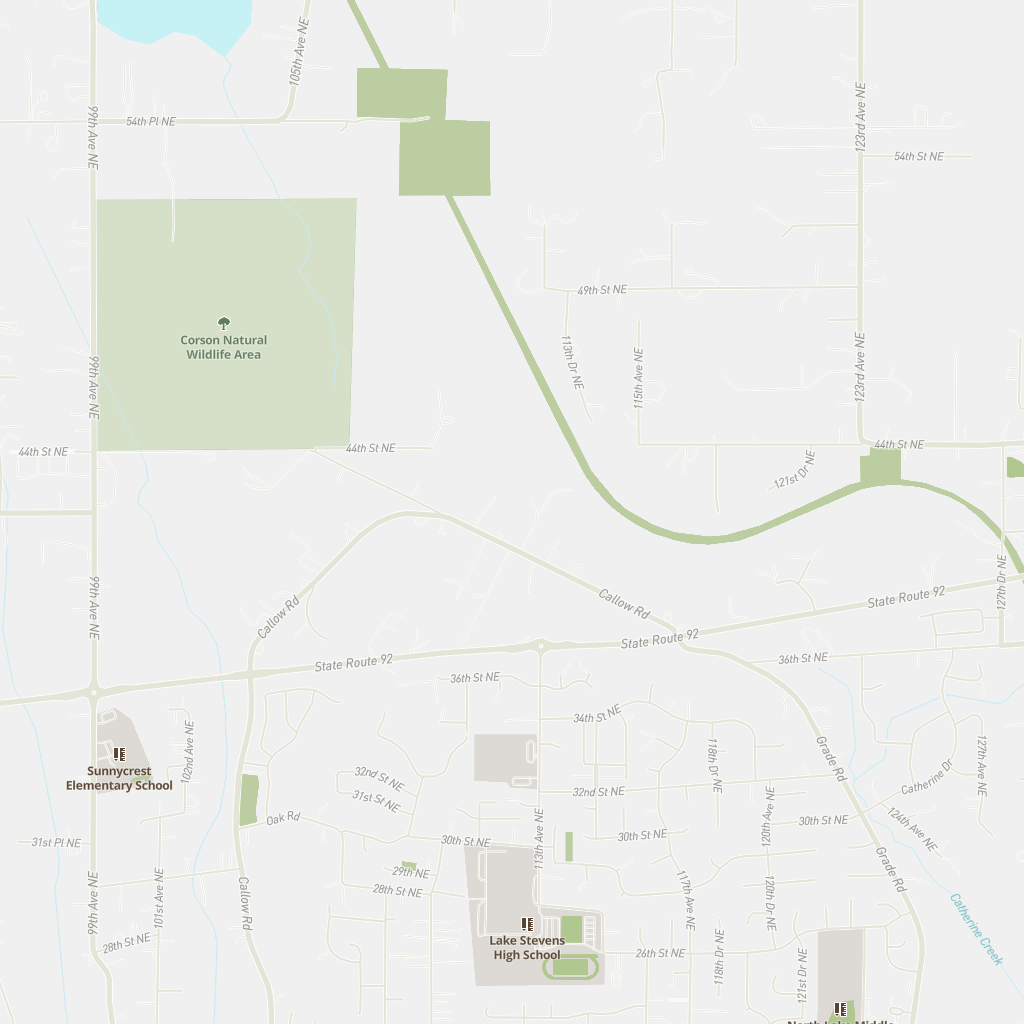 105th Ave NE
99th Ave NE
54th Pl NE
123rd Ave NE
54th St NE
49th St NE
Corson Natural
Wildlife Area
113th Dr NE
115th Ave NE
123rd Ave NE
99th Ave NE
44th St NE
44th St NE
44th St NE
121st Dr NE
99th Ave NE
Callow Rd
Callow Rd
State Route 92
127th Dr NE
State Route 92
State Route 92
36th St NE
36th St NE
34th St NE
102nd Ave NE
118th Dr NE
Grade Rd
127th Ave NE
Sunnycrest
Elementary School
32nd St NE
31st St NE
32nd St NE
Catherine Dr
Oak Rd
113th Ave NE
120th Ave NE
30th St NE
124th Ave NE
31st Pl NE
30th St NE
30th St NE
29th NE
28th St NE
Grade Rd
99th Ave NE
101st Ave NE
Callow Rd
117th Ave NE
120th Dr NE
Catherine Creek
28th St NE
Lake Stevens
High School
26th St NE
118th Dr NE
121st Dr NE
North Lake Middle